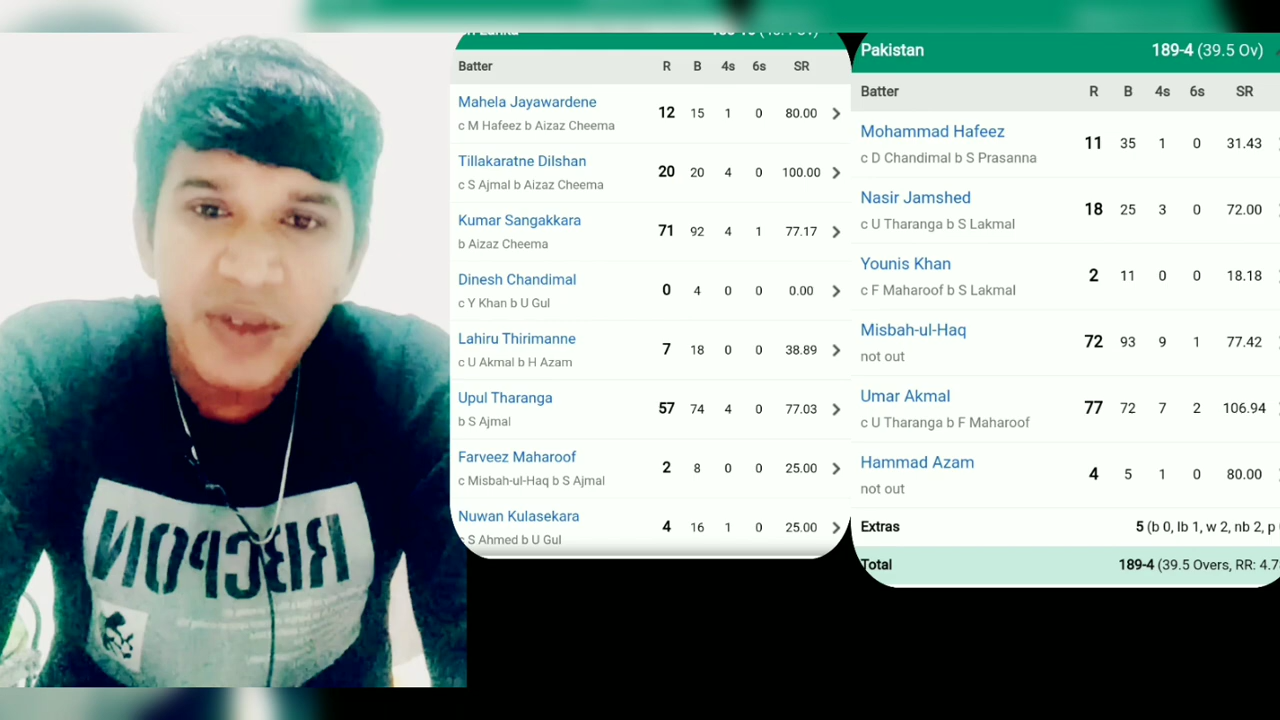 Batter R B 4s 6s SR
Mahela Jayawardene 12 15 1 0 80.00
c M Hafeez b Aizaz Cheema
Tillakaratne Dilshan 20 20 4 0 100.00
c S Ajmal b Aizaz Cheema
Kumar Sangakkara 71 92 4 1 77.17
b Aizaz Cheema
Dinesh Chandimal 0 4 0 0 0.00
c Y Khan b U Gul
Lahiru Thirimanne 7 18 0 0 38.89
c U Akmal b H Azam
Upul Tharanga 57 74 4 0 77.03
b S Ajmal
Farveez Maharoof 2 8 0 0 25.00
c Misbah-ul-Haq b S Ajmal
Nuwan Kulasekara 4 16 1 0 25.00
c S Ahmed b U Gul
Pakistan 189-4 (39.5 Ov)
Batter R B 4s 6s SR
Mohammad Hafeez 11 35 1 0 31.43
c D Chandimal b S Prasanna
Nasir Jamshed 18 25 3 0 72.00
c U Tharanga b S Lakmal
Younis Khan 2 11 0 0 18.18
c F Maharoof b S Lakmal
Misbah-ul-Haq 72 93 9 1 77.42
not out
Umar Akmal 77 72 7 2 106.94
c U Tharanga b F Maharoof
Hammad Azam 4 5 1 0 80.00
not out
Extras 5 (b 0, lb 1, w 2, nb 2, p
Total 189-4 (39.5 Overs, RR: 4.7